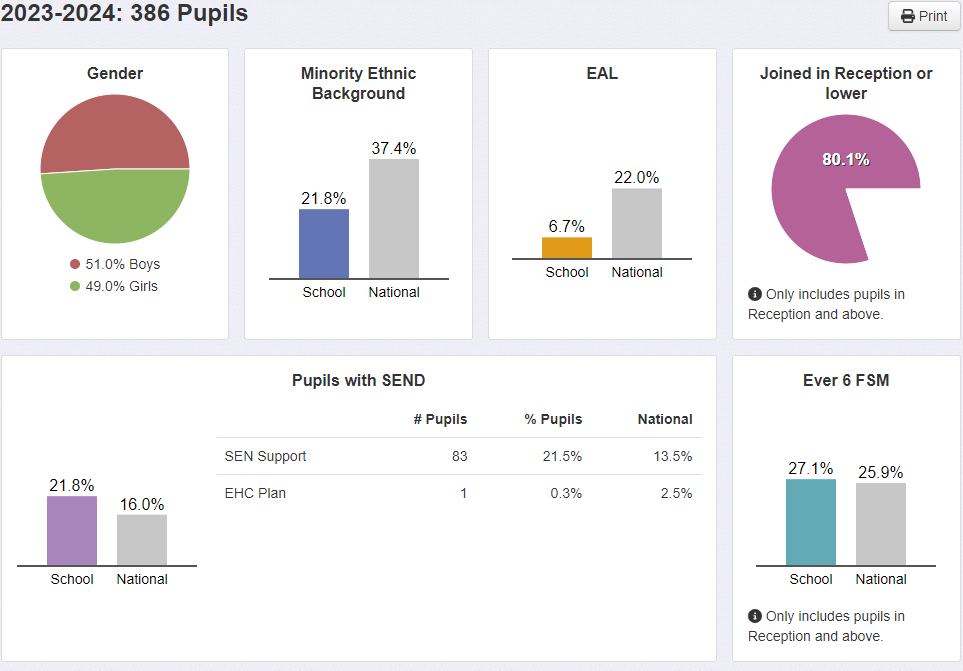 2023-2024: 386 Pupils
Print
Gender
51.0% Boys
49.0% Girls
Minority Ethnic
Background
37.4%
21.8%
School National
EAL
22.0%
6.7%
School National
Joined in Reception or
lower
80.1%
Only includes pupils in
Reception and above.
Pupils with SEND
21.8%
16.0%
School National
# Pupils % Pupils National
SEN Support 83 21.5% 13.5%
EHC Plan 1 0.3% 2.5%
Ever 6 FSM
27.1% 25.9%
School National
Only includes pupils in
Reception and above.